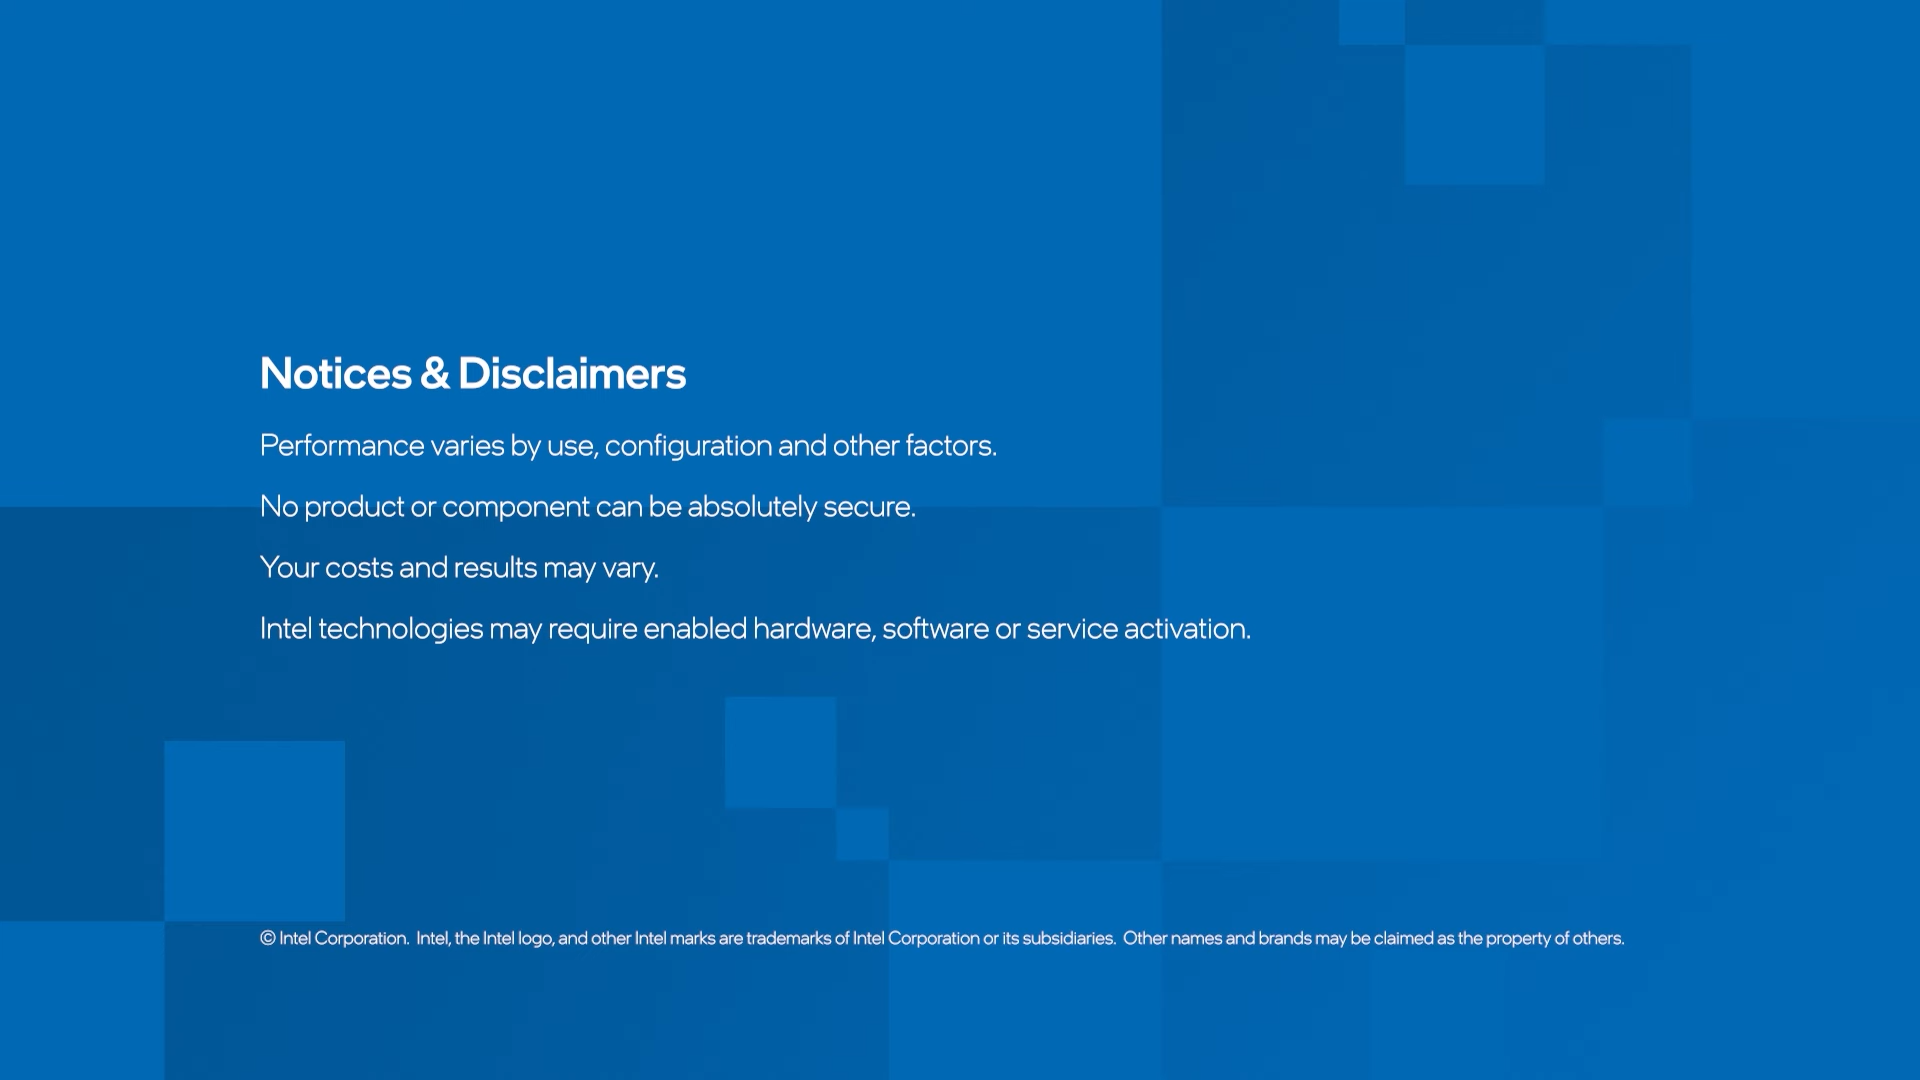 Notices & Disclaimers
Performance varies by use, configuration and other factors.
No product or component can be absolutely secure.
Your costs and results may vary.
Intel technologies may require enabled hardware, software or service activation.
© Intel Corporation.  Intel, the Intel logo, and other Intel marks are trademarks of Intel Corporation or its subsidiaries.  Other names and brands may be claimed as the property of others.